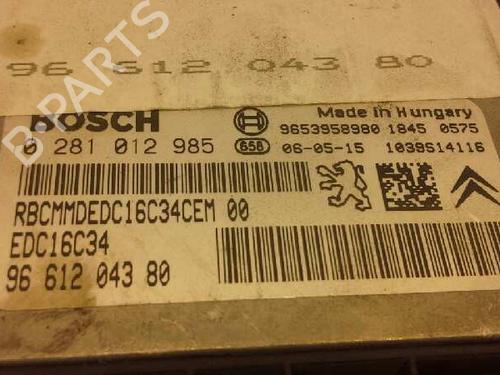 96 612 043 80
B-PARTS
BOSCH
Made in Hungary
0 281 012 985
9653958980 1845 0575
658
06-05-15 1039S14116
RBCMMDEDC16C34CEM 00
EDC16C34
96 612 043 80